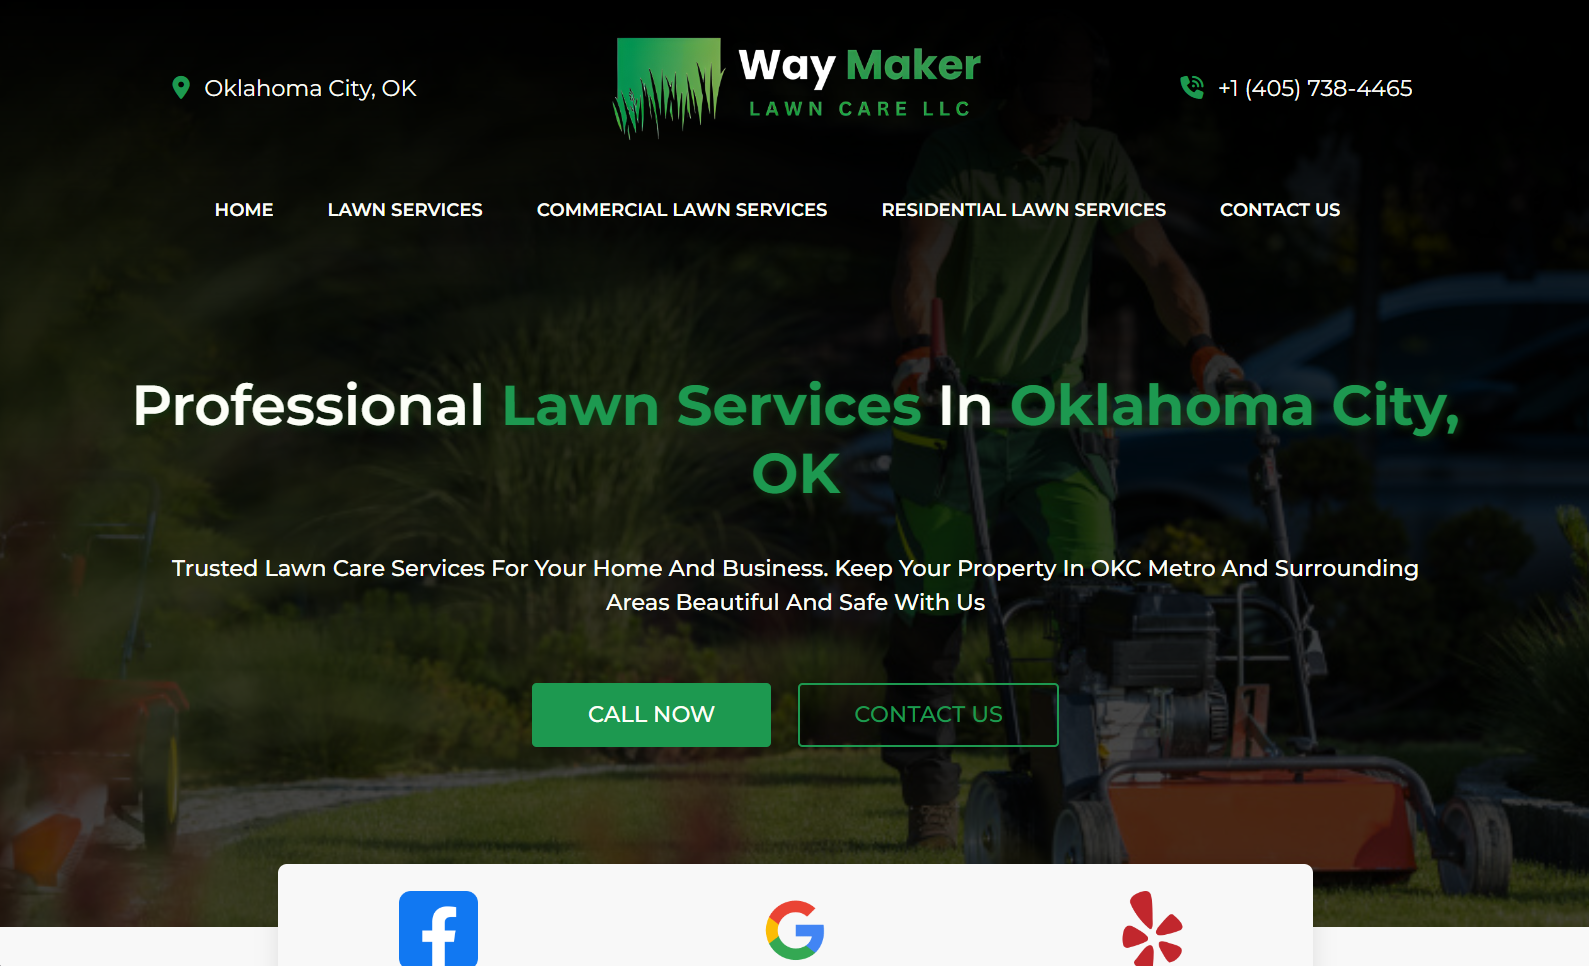 Oklahoma City, OK
Way Maker
LAWN CARE LLC
+1 (405) 738-4465
HOME
LAWN SERVICES
COMMERCIAL LAWN SERVICES
RESIDENTIAL LAWN SERVICES
CONTACT US
Professional Lawn Services In Oklahoma City,
OK
Trusted Lawn Care Services For Your Home And Business. Keep Your Property In OKC Metro And Surrounding
Areas Beautiful And Safe With Us
CALL NOW
CONTACT US